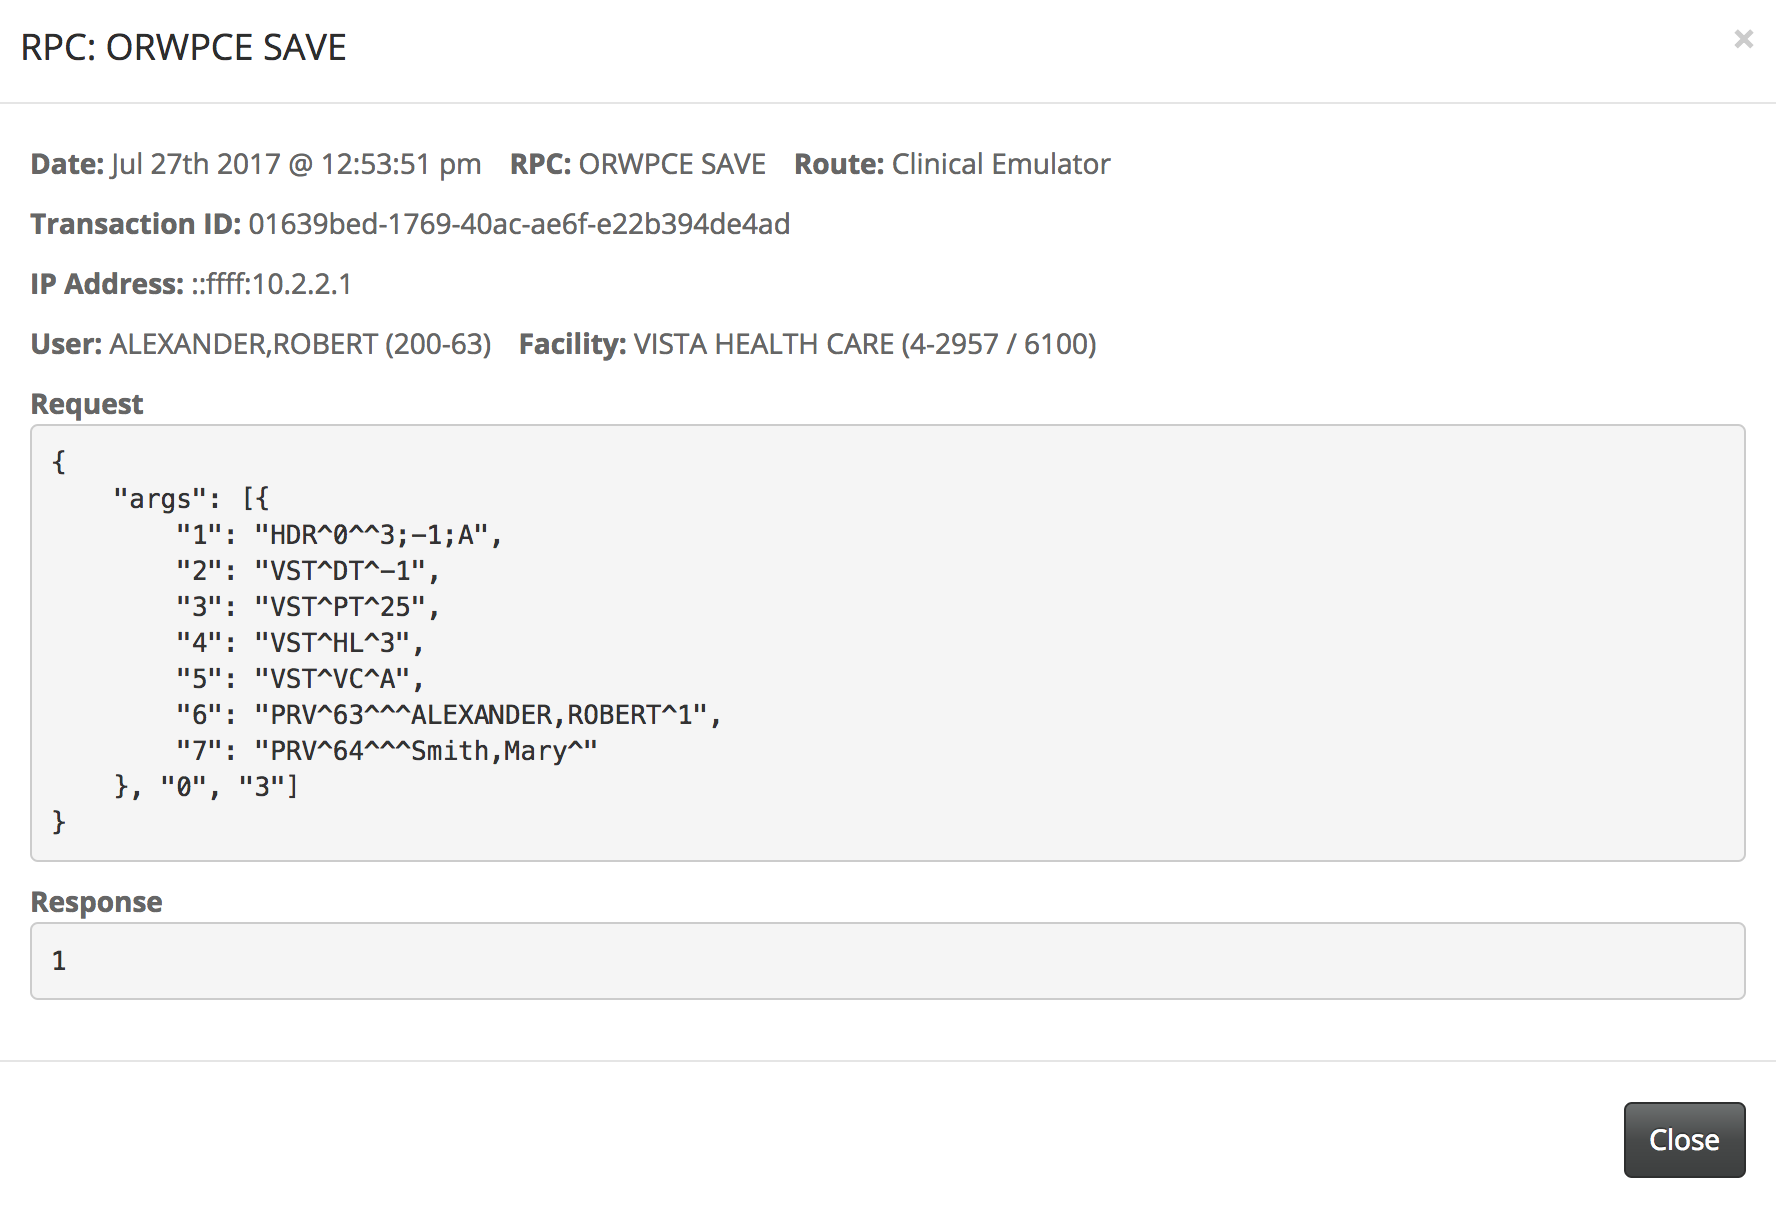 RPC: ORWPCE SAVE
×
Date: Jul 27th 2017 @ 12:53:51 pm RPC: ORWPCE SAVE Route: Clinical Emulator
Transaction ID: 01639bed-1769-40ac-ae6f-e22b394de4ad
IP Address: ::ffff:10.2.2.1
User: ALEXANDER,ROBERT (200-63) Facility: VISTA HEALTH CARE (4-2957 / 6100)
Request
{
    "args": [{
        "1": "HDR^0^^3;-1;A",
        "2": "VST^DT^-1",
        "3": "VST^PT^25",
        "4": "VST^HL^3",
        "5": "VST^VC^A",
        "6": "PRV^63^^^ALEXANDER,ROBERT^1",
        "7": "PRV^64^^^Smith,Mary^"
    }, "0", "3"]
}
Response
1
Close